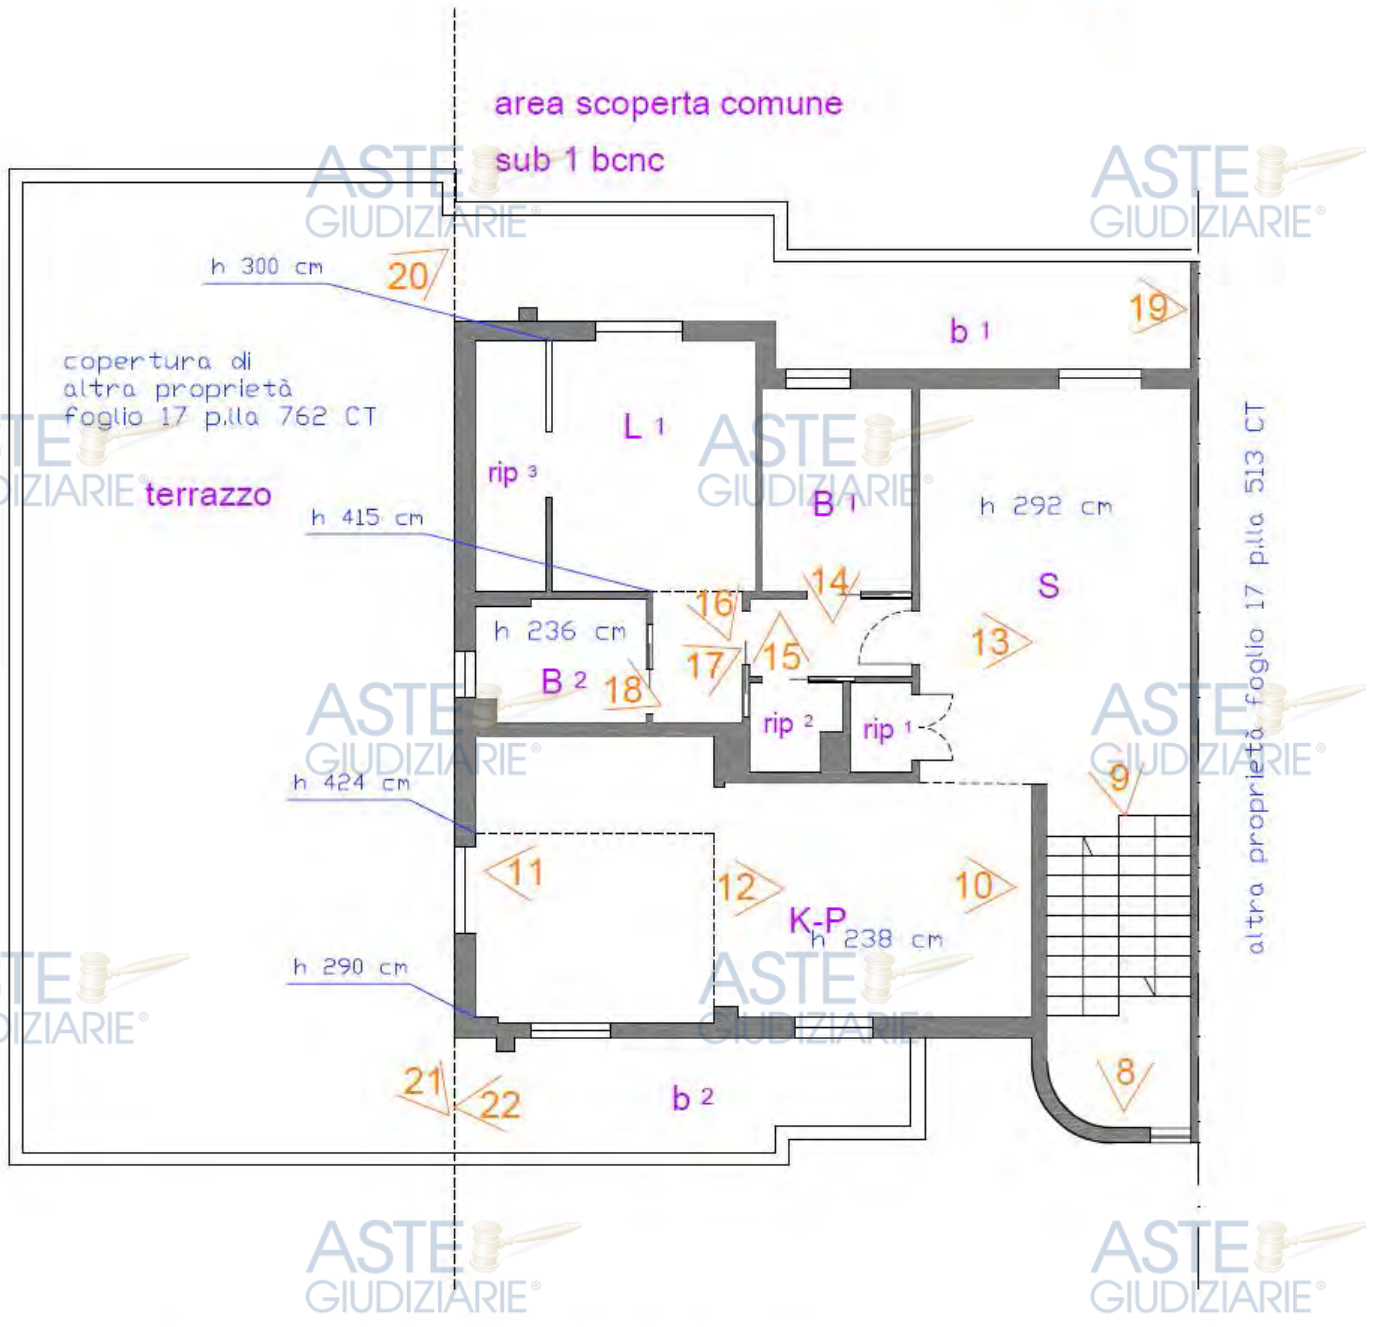 area scoperta comune
sub 1 bcnc
ASTE
GIUDIZIARIE®
ASTE
GIUDIZIARIE®
h 300 cm
20
19
b 1
copertura di
altra proprietà
foglio 17 p.lla 762 CT
terrazzo
TE
DIZIARIE®
L 1
rip 3
ASTE
GIUDIZIARIE®
B 1
h 292 cm
S
altra proprietà foglio 17 p.lla 513 CT
h 415 cm
h 236 cm
B 2
16
14
13
17
15
18
rip 2
rip 1
ASTE
GIUDIZIARIE®
ASTE
GIUDIZIARIE®
h 424 cm
9
11
12
10
K-P
h 238 cm
h 290 cm
TE
DIZIARIE®
ASTE
GIUDIZIARIE®
21
22
b 2
8
ASTE
GIUDIZIARIE®
ASTE
GIUDIZIARIE®